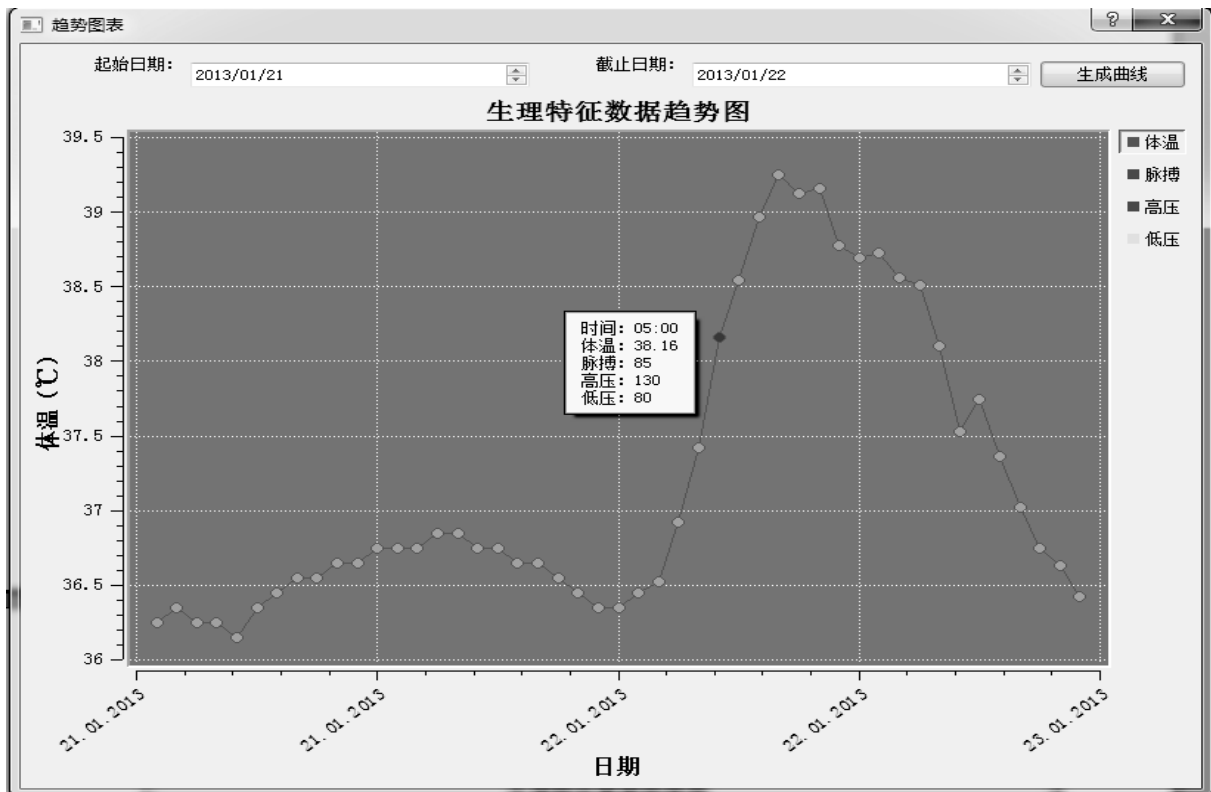 趋势图表
起始日期: 2013/01/21 截止日期: 2013/01/22 生成曲线
生理特征数据趋势图
39.5
39
38.5
38
37.5
37
36.5
36
体温 (℃)
时间: 05:00
体温: 38.16
脉搏: 85
高压: 130
低压: 80
体温
脉搏
高压
低压
21.01.2013
21.01.2013
22.01.2013
22.01.2013
23.01.2013
日期